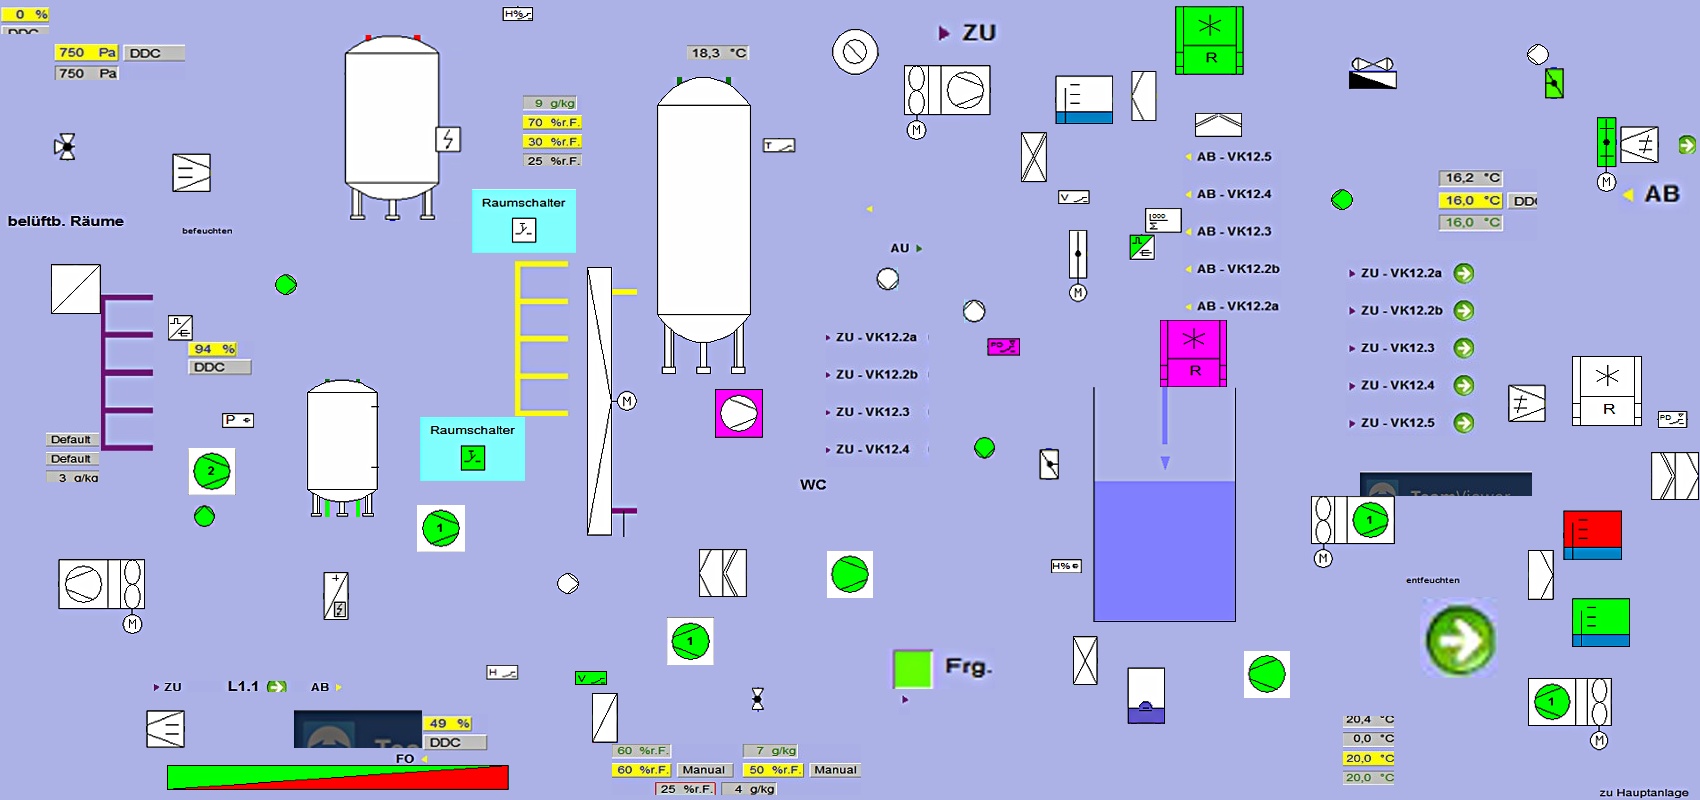 0 %
DDC
750 Pa DDC
750 Pa
H%
18,3 °C
ZU
R
9 g/kg
70 %r.F.
30 %r.F.
25 %r.F.
T
M
V
1000
Σ
AB - VK12.5
AB - VK12.4
AB - VK12.3
AB - VK12.2b
AB - VK12.2a
M
16,2 °C
16,0 °C DDC
16,0 °C
M
AB
belüftb. Räume
befeuchten
Raumschalter
AU
ZU - VK12.2a
ZU - VK12.2b
ZU - VK12.3
ZU - VK12.4
ZU - VK12.5
94 %
DDC
P
M
ZU - VK12.2a
ZU - VK12.2b
ZU - VK12.3
ZU - VK12.4
PD
R
R
PD
Default
Default
3 g/kg
2
Raumschalter
1
WC
TeamViewer
1
M
H%
entfeuchten
M
1
H
V
Frg.
1
M
ZU L1.1 AB
49 %
DDC
FO
60 %r.F. 7 g/kg
60 %r.F. Manual 50 %r.F. Manual
25 %r.F. 4 g/kg
20,4 °C
0,0 °C
20,0 °C
20,0 °C
zu Hauptanlage